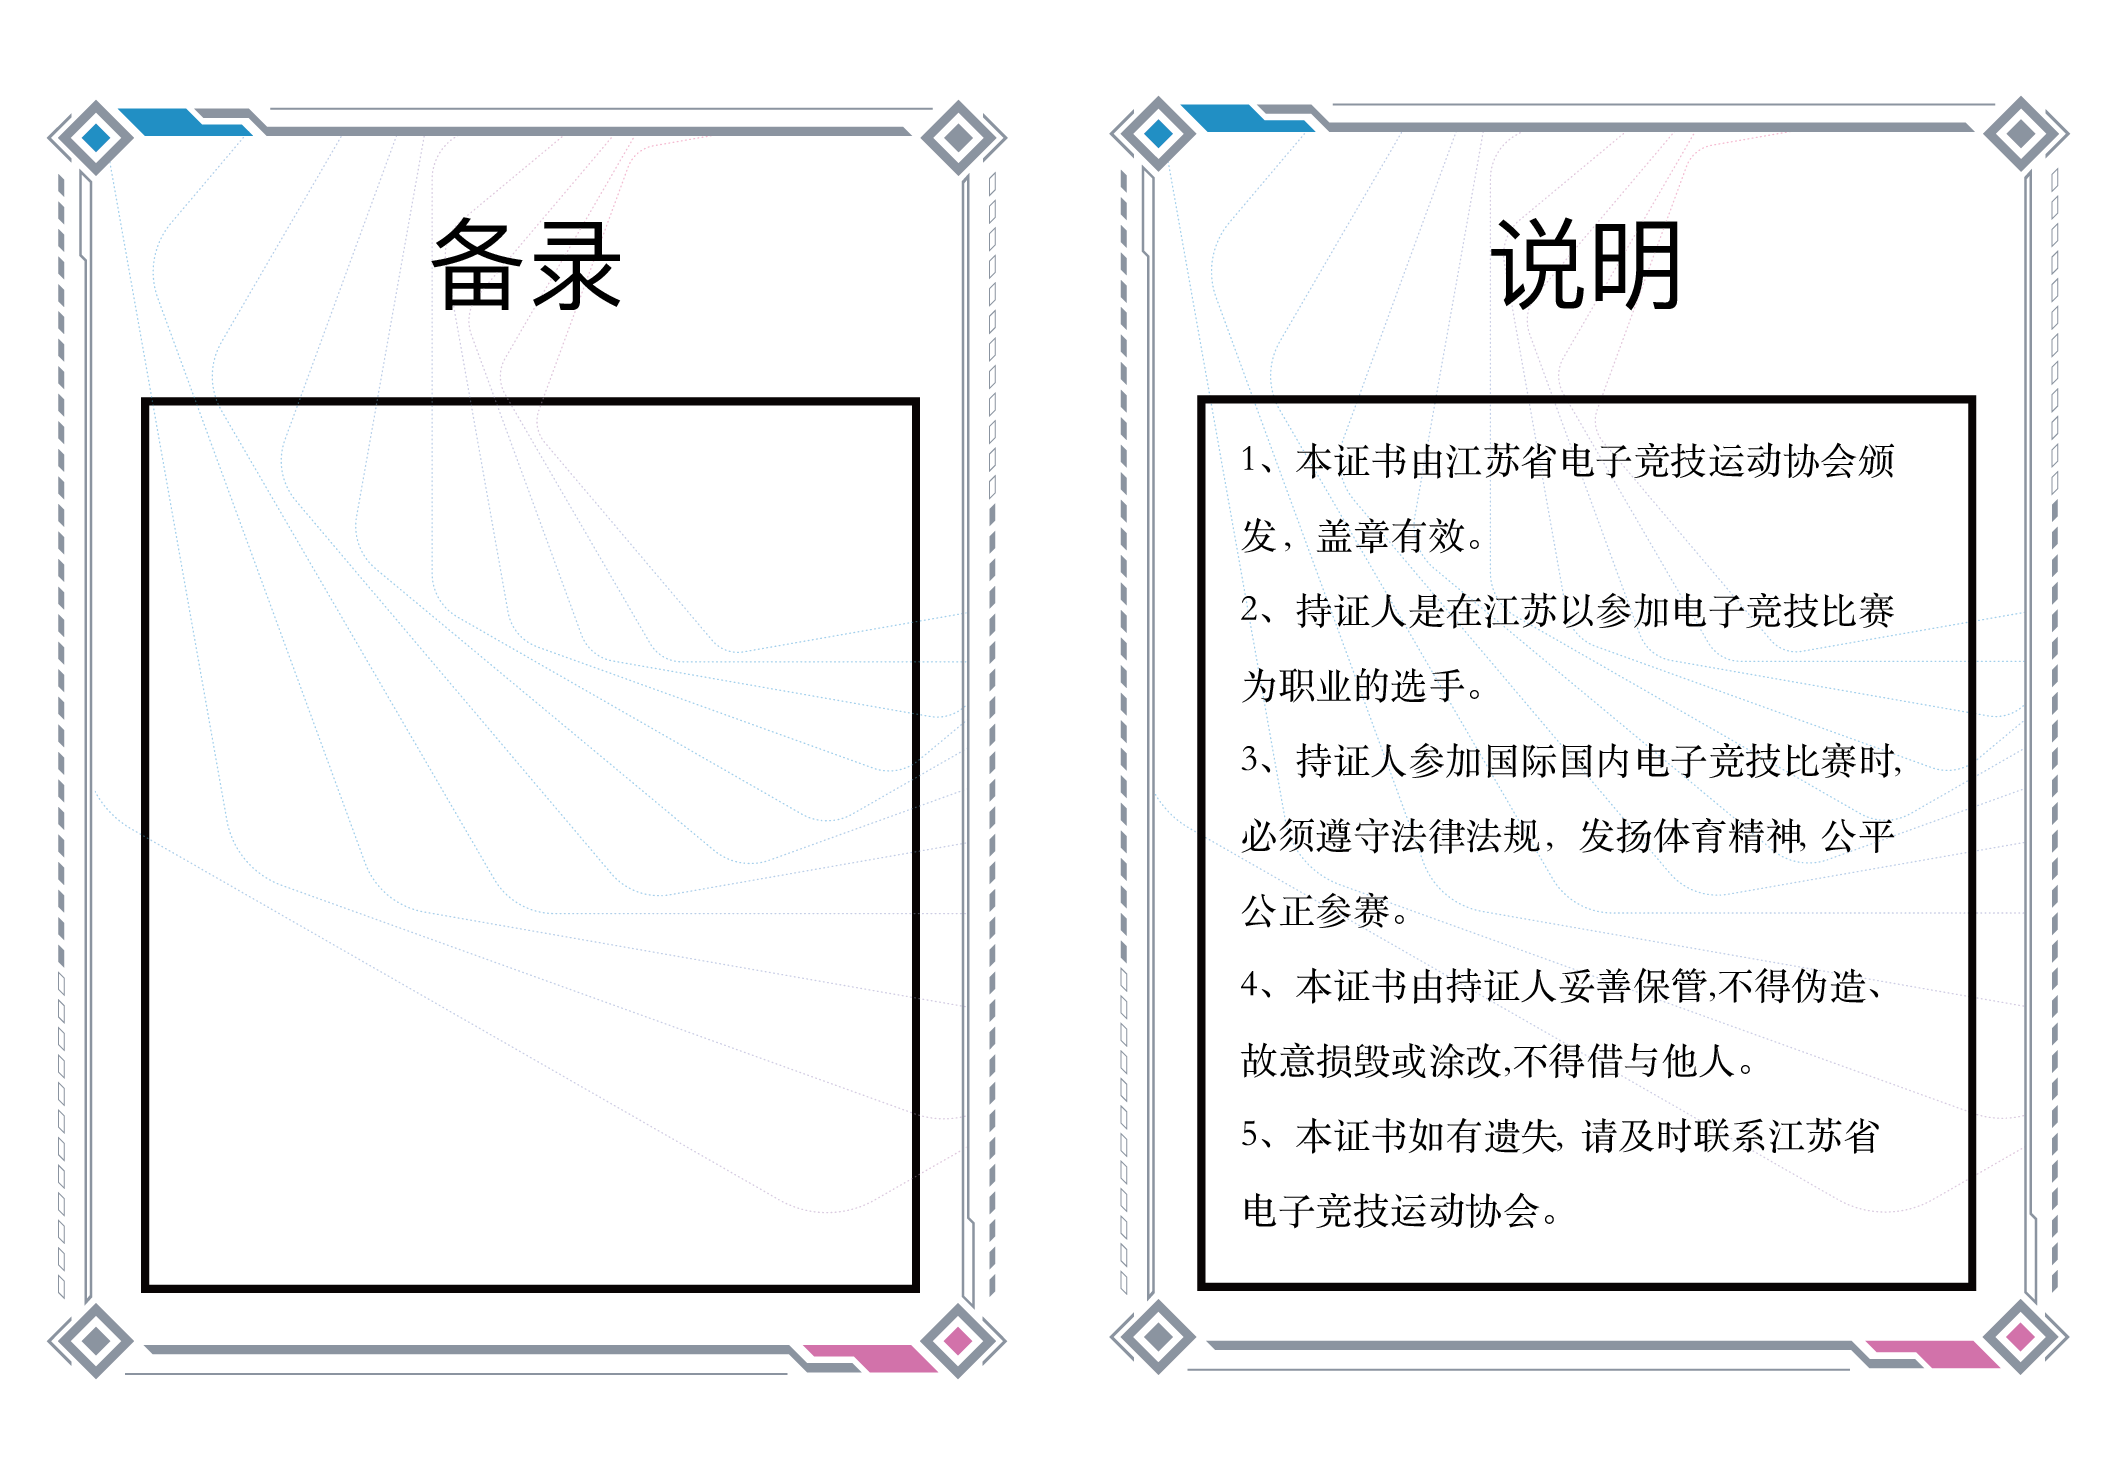 备录
说明
1、本证书由江苏省电子竞技运动协会颁
发，盖章有效。
2、持证人是在江苏以参加电子竞技比赛
为职业的选手。
3、持证人参加国际国内电子竞技比赛时,
必须遵守法律法规，发扬体育精神, 公平
公正参赛。
4、本证书由持证人妥善保管,不得伪造、
故意损毁或涂改,不得借与他人。
5、本证书如有遗失, 请及时联系江苏省
电子竞技运动协会。